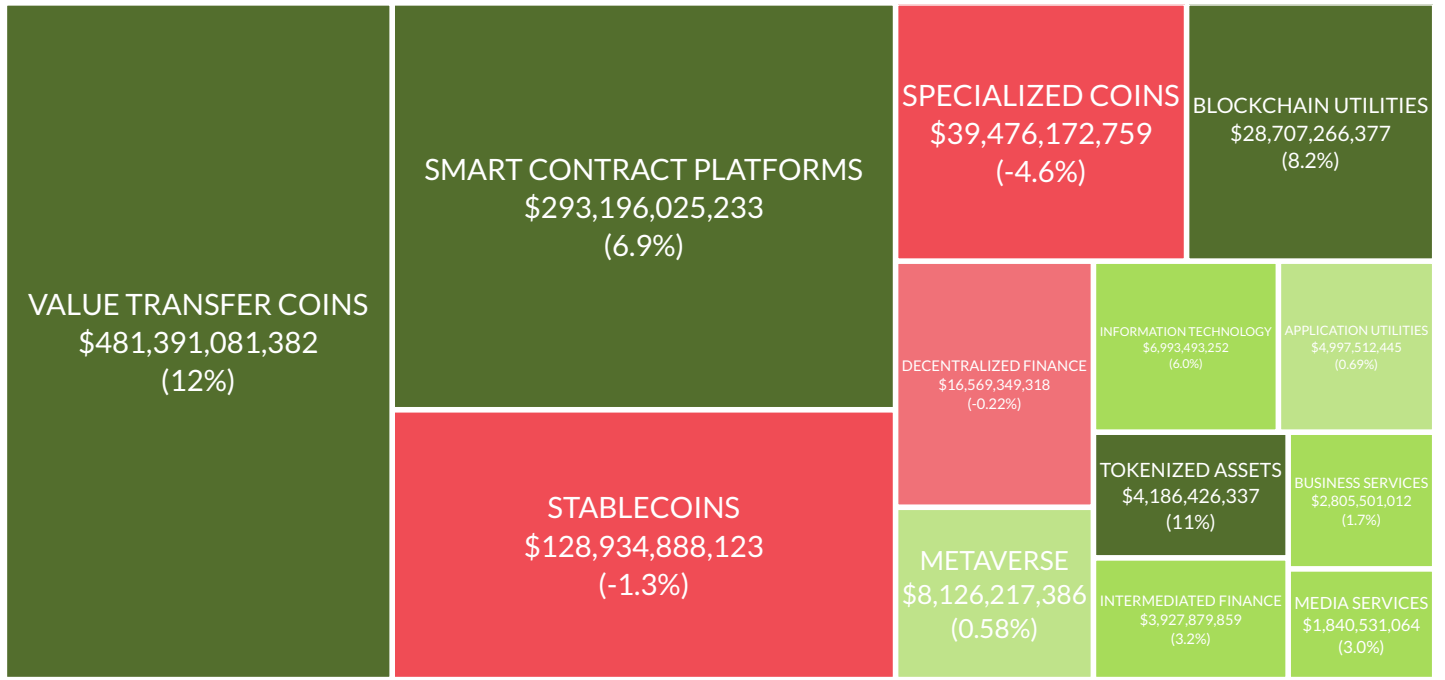 VALUE TRANSFER COINS
$481,391,081,382
(12%)
SMART CONTRACT PLATFORMS
$293,196,025,233
(6.9%)
STABLECOINS
$128,934,888,123
(-1.3%)
SPECIALIZED COINS
$39,476,172,759
(-4.6%)
BLOCKCHAIN UTILITIES
$28,707,266,377
(8.2%)
DECENTRALIZED FINANCE
$16,569,349,318
(-0.22%)
METAVERSE
$8,126,217,386
(0.58%)
INFORMATION TECHNOLOGY
$6,993,493,252
(6.0%)
APPLICATION UTILITIES
$4,997,512,445
(0.69%)
TOKENIZED ASSETS
$4,186,426,337
(11%)
INTERMEDIATED FINANCE
$3,927,879,859
(3.2%)
BUSINESS SERVICES
$2,805,501,012
(1.7%)
MEDIA SERVICES
$1,840,531,064
(3.0%)